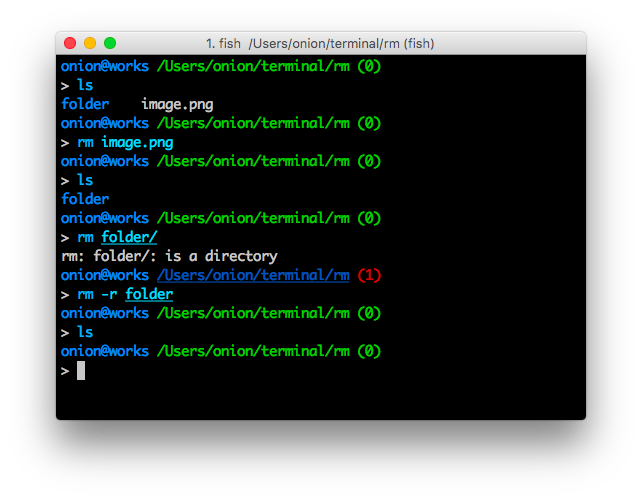 1. fish  /Users/onion/terminal/rm (fish)
onion@works /Users/onion/terminal/rm (0)
> ls
folder    image.png
onion@works /Users/onion/terminal/rm (0)
> rm image.png
onion@works /Users/onion/terminal/rm (0)
> ls
folder
onion@works /Users/onion/terminal/rm (0)
> rm folder/
rm: folder/: is a directory
onion@works /Users/onion/terminal/rm (1)
> rm -r folder
onion@works /Users/onion/terminal/rm (0)
> ls
onion@works /Users/onion/terminal/rm (0)
>